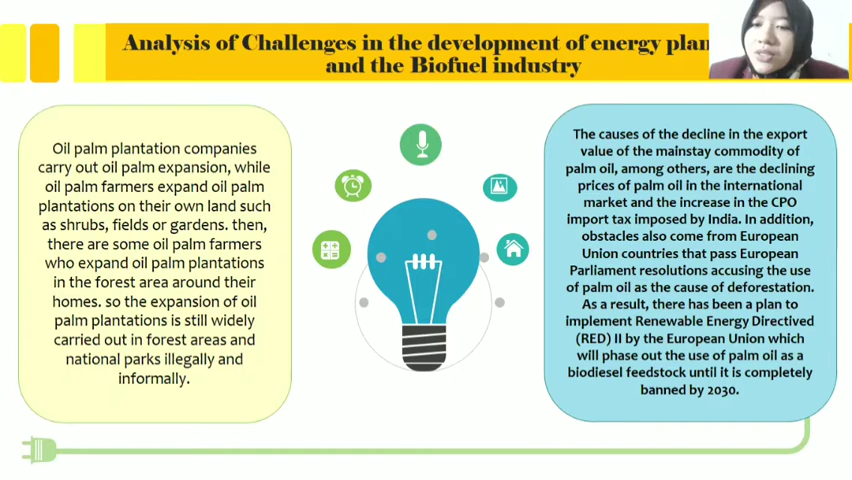 Analysis of Challenges in the development of energy
and the Biofuel industry
Oil palm plantation companies
carry out oil palm expansion, while
oil palm farmers expand oil palm
plantations on their own land such
as shrubs, fields or gardens. then,
there are some oil palm farmers
who expand oil palm plantations
in the forest area around their
homes. so the expansion of oil
palm plantations is still widely
carried out in forest areas and
national parks illegally and
informally.
The causes of the decline in the export
value of the mainstay commodity of
palm oil, among others, are the declining
prices of palm oil in the international
market and the increase in the CPO
import tax imposed by India. In addition,
obstacles also come from European
Union countries that pass European
Parliament resolutions accusing the use
of palm oil as the cause of deforestation.
As a result, there has been a plan to
implement Renewable Energy Directived
(RED) II by the European Union which
will phase out the use of palm oil as a
biodiesel feedstock until it is completely
banned by 2030.